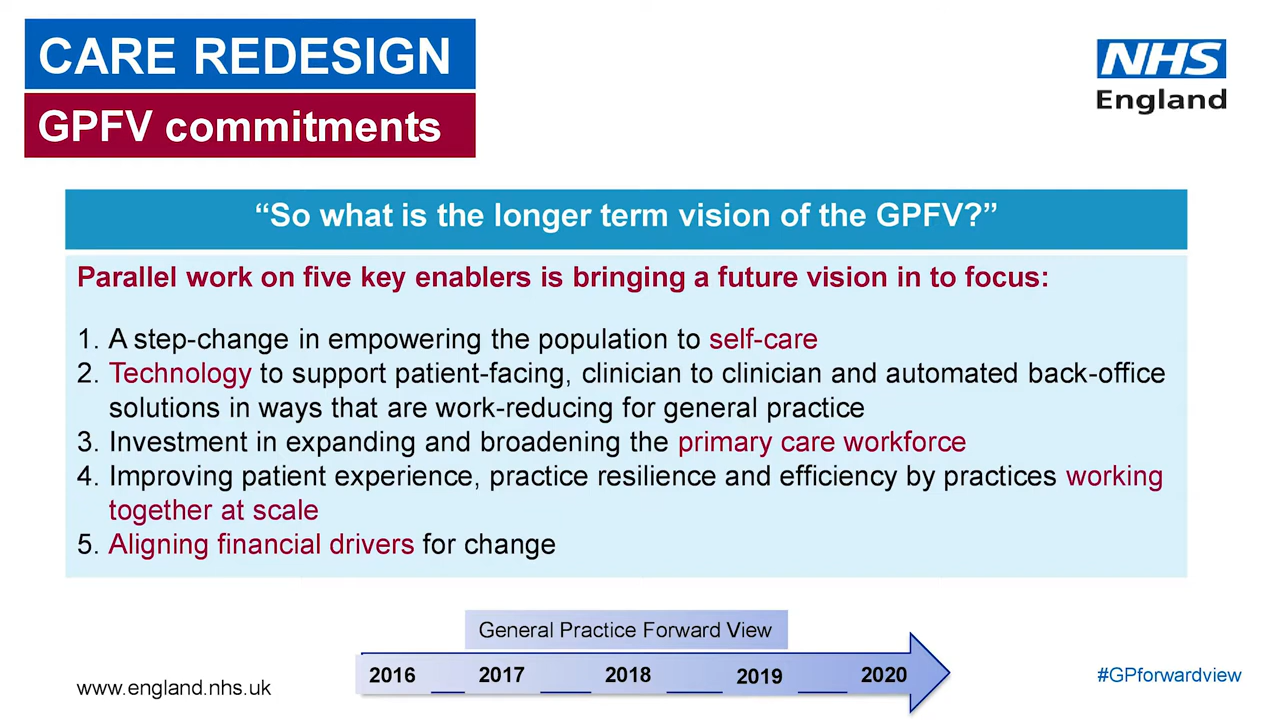 CARE REDESIGN
GPFV commitments
NHS
England
“So what is the longer term vision of the GPFV?”
Parallel work on five key enablers is bringing a future vision in to focus:
1. A step-change in empowering the population to self-care
2. Technology to support patient-facing, clinician to clinician and automated back-office
solutions in ways that are work-reducing for general practice
3. Investment in expanding and broadening the primary care workforce
4. Improving patient experience, practice resilience and efficiency by practices working
together at scale
5. Aligning financial drivers for change
General Practice Forward View
2016 __ 2017 __ 2018 __ 2019 __ 2020
www.england.nhs.uk
#GPforwardview